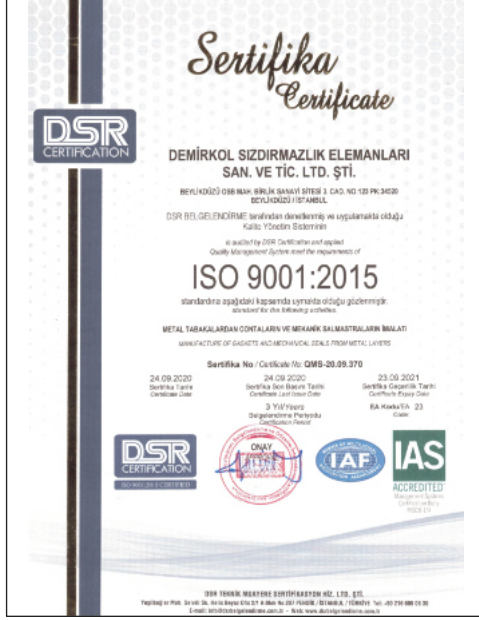 Sertifika
Certificate
DSR
CERTIFICATION
DEMİRKOL SIZDIRMAZLIK ELEMANLARI
SAN. VE TİC. LTD. ŞTİ.
BEYLİKDÜZÜ OSB MAH. BİRLİK SANAYİ SİTESİ 3. CAD. NO 123 PK:34520
BEYLİKDÜZÜ / İSTANBUL
DSR BELGELENDİRME tarafından denetlenmiş ve uygulamakta olduğu
Kalite Yönetim Sisteminin
is audited by DSR Certification and applied
Quality Management System meet the requirements of
ISO 9001:2015
standardına aşağıdaki kapsamda uymakta olduğu gözlenmiştir.
standard for the following activities.
METAL TABAKALARDAN CONTALARIN VE MEKANİK SALMASTRALARIN İMALATI
MANUFACTURE OF GASKETS AND MECHANICAL SEALS FROM METAL LAYERS
Sertifika No / Certificate No: QMS-20.09.370
24.09.2020 24.09.2020 23.09.2021
Sertifika Tarihi Sertifika Son Basım Tarihi Sertifika Geçerlilik Tarihi
Certificate Date Certificate Last Issue Date Certificate Expiry Date
3 Yıl/Years EA Kodu/EA 23
Belgelendirme Periyodu Code:
Certification Period
DSR
CERTIFICATION
ISO 9001:2015 CERTIFIED
ONAY
IAF
IAS
ACCREDITED
Management Systems
Certification Body
DSR TEKNİK MUAYENE SERTİFİKASYON HİZ. LTD. ŞTİ.